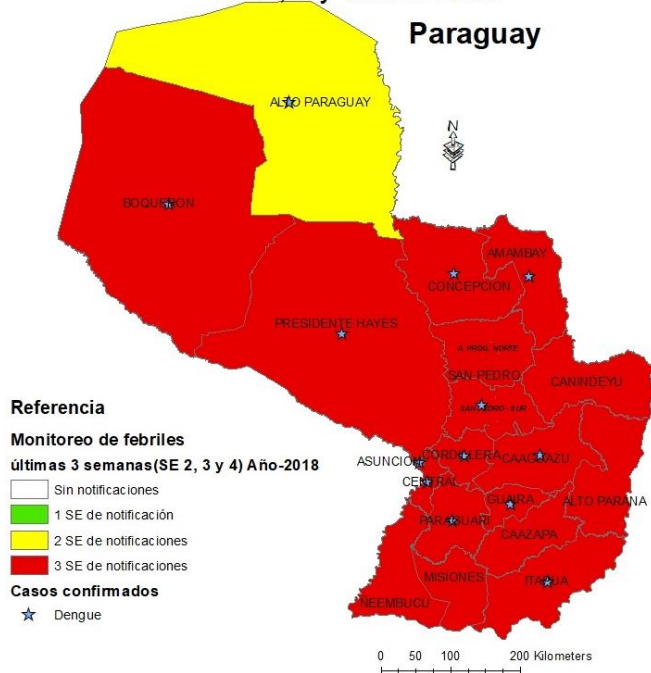 Paraguay
ALTO PARAGUAY
N
BOQUERON
AMAMBAY
CONCEPCION
PRESIDENTE HAYES
SAN PEDRO
CANINDEYU
Referencia
Monitoreo de febriles
últimas 3 semanas(SE 2, 3 y 4) Año-2018
Sin notificaciones
1 SE de notificación
2 SE de notificaciones
3 SE de notificaciones
Casos confirmados
Dengue
ASUNCION
CORDILLERA
CAAGUAZU
CENTRAL
GUAIRA
ALTO PARANA
PARAGUARI
CAAZAPA
MISIONES
ITAPUA
ÑEEMBUCU
0 50 100 200 Kilometers